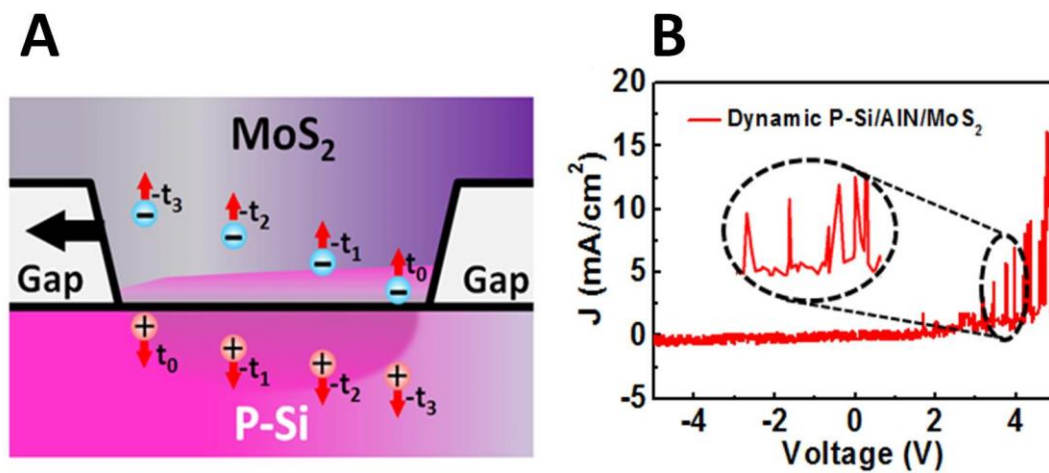 A
MoS₂
-t₃
-t₂
-t₁
t₀
Gap
Gap
t₀
-t₁
-t₂
-t₃
P-Si
B
J (mA/cm²)
20
15
10
5
0
-5
Dynamic P-Si/AlN/MoS₂
-4
-2
0
2
4
Voltage (V)